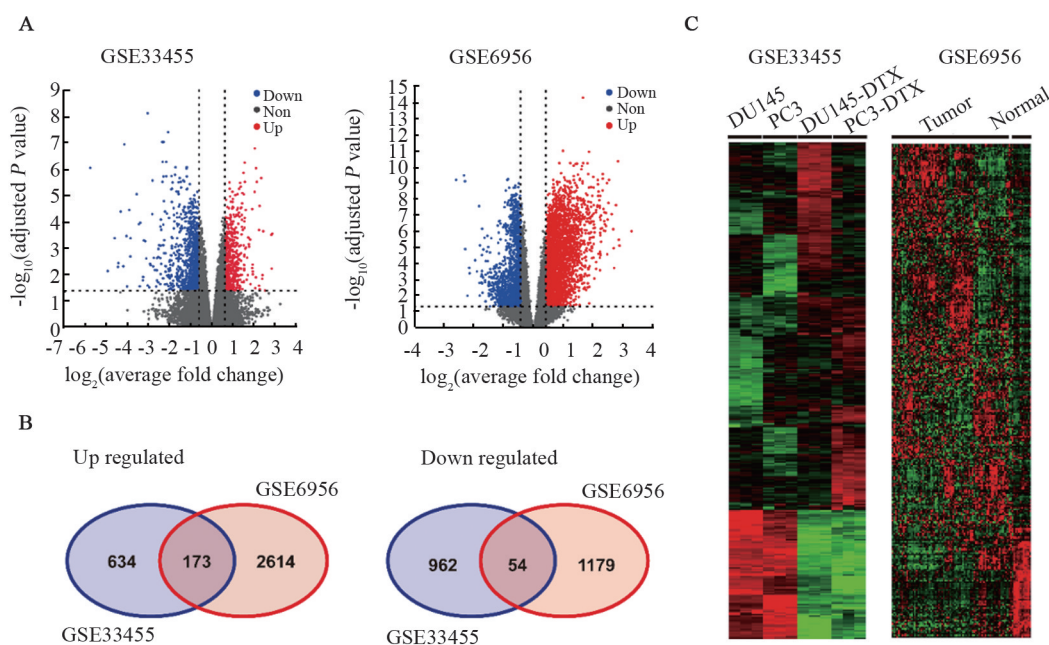 A
GSE33455
Down
Non
Up
9
8
7
6
5
4
3
2
1
0
-log10(adjusted P value)
-7 -6 -5 -4 -3 -2 -1 0 1 2 3 4
log2(average fold change)
GSE6956
Down
Non
Up
15
14
13
12
11
10
9
8
7
6
5
4
3
2
1
0
-log10(adjusted P value)
-4 -3 -2 -1 0 1 2 3 4
log2(average fold change)
B
Up regulated
GSE6956
634 173 2614
GSE33455
Down regulated
GSE6956
962 54 1179
GSE33455
C
GSE33455
DU145 PC3 DU145-DTX PC3-DTX
GSE6956
Tumor Normal